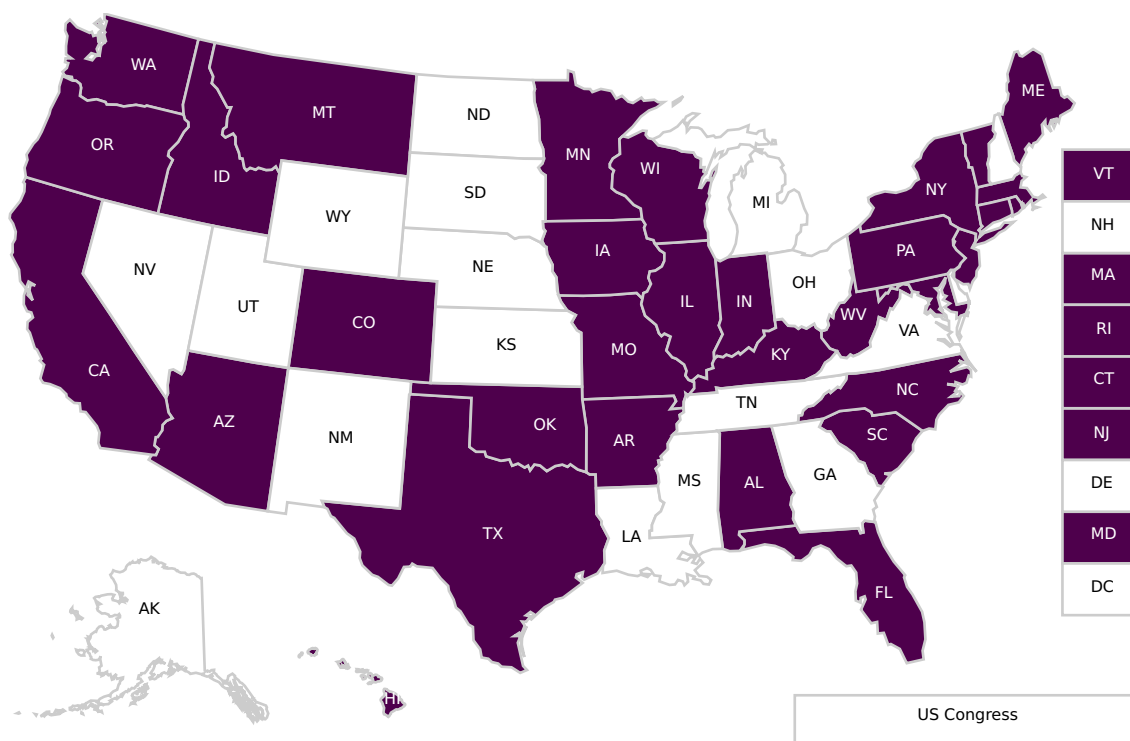 WA
ME
MT
ND
OR
MN
WI
VT
ID
SD
NY
MI
WY
NH
IA
PA
NE
NV
MA
OH
UT
IL
IN
WV
CO
RI
VA
KS
MO
KY
CA
CT
NC
TN
AZ
OK
NM
AR
SC
NJ
GA
MS
AL
DE
TX
LA
MD
FL
DC
AK
HI
US Congress